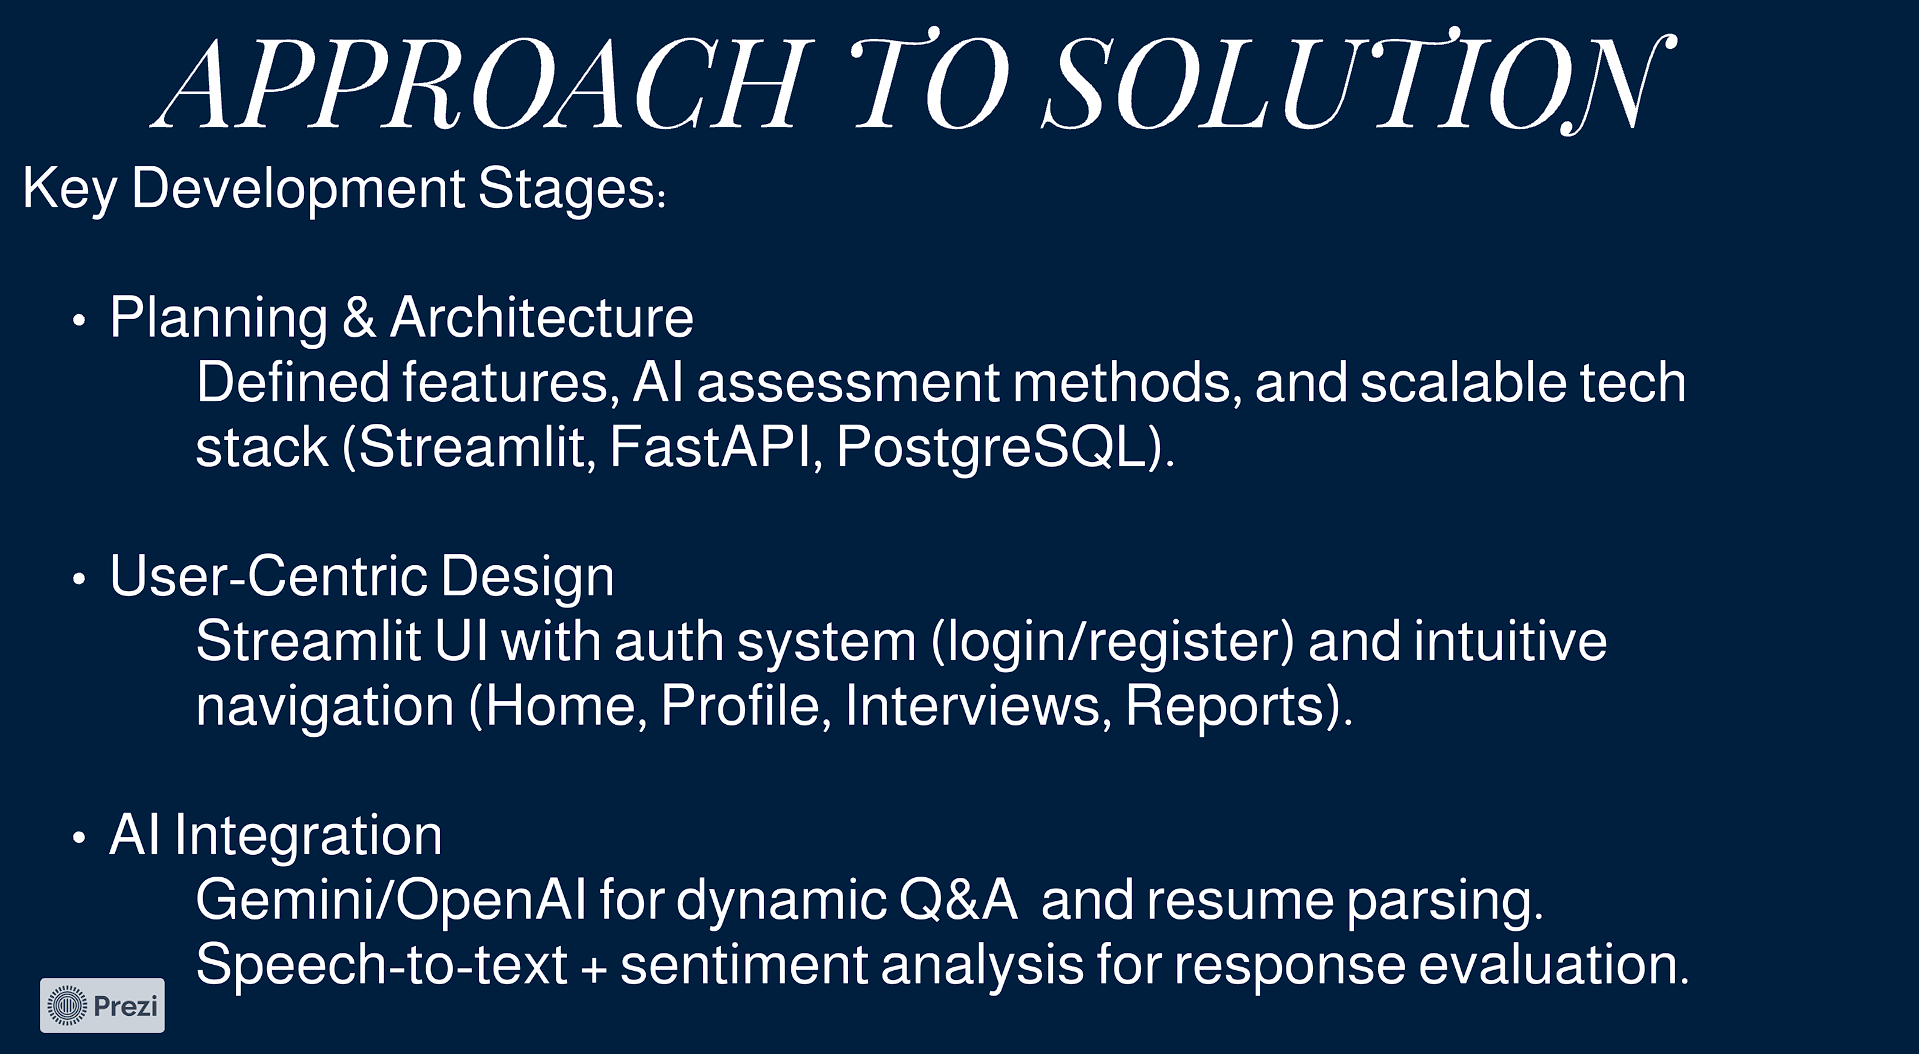 APPROACH TO SOLUTION
Key Development Stages:
• Planning & Architecture
Defined features, AI assessment methods, and scalable tech
stack (Streamlit, FastAPI, PostgreSQL).
• User-Centric Design
Streamlit UI with auth system (login/register) and intuitive
navigation (Home, Profile, Interviews, Reports).
• AI Integration
Gemini/OpenAI for dynamic Q&A  and resume parsing.
Speech-to-text + sentiment analysis for response evaluation.
Prezi